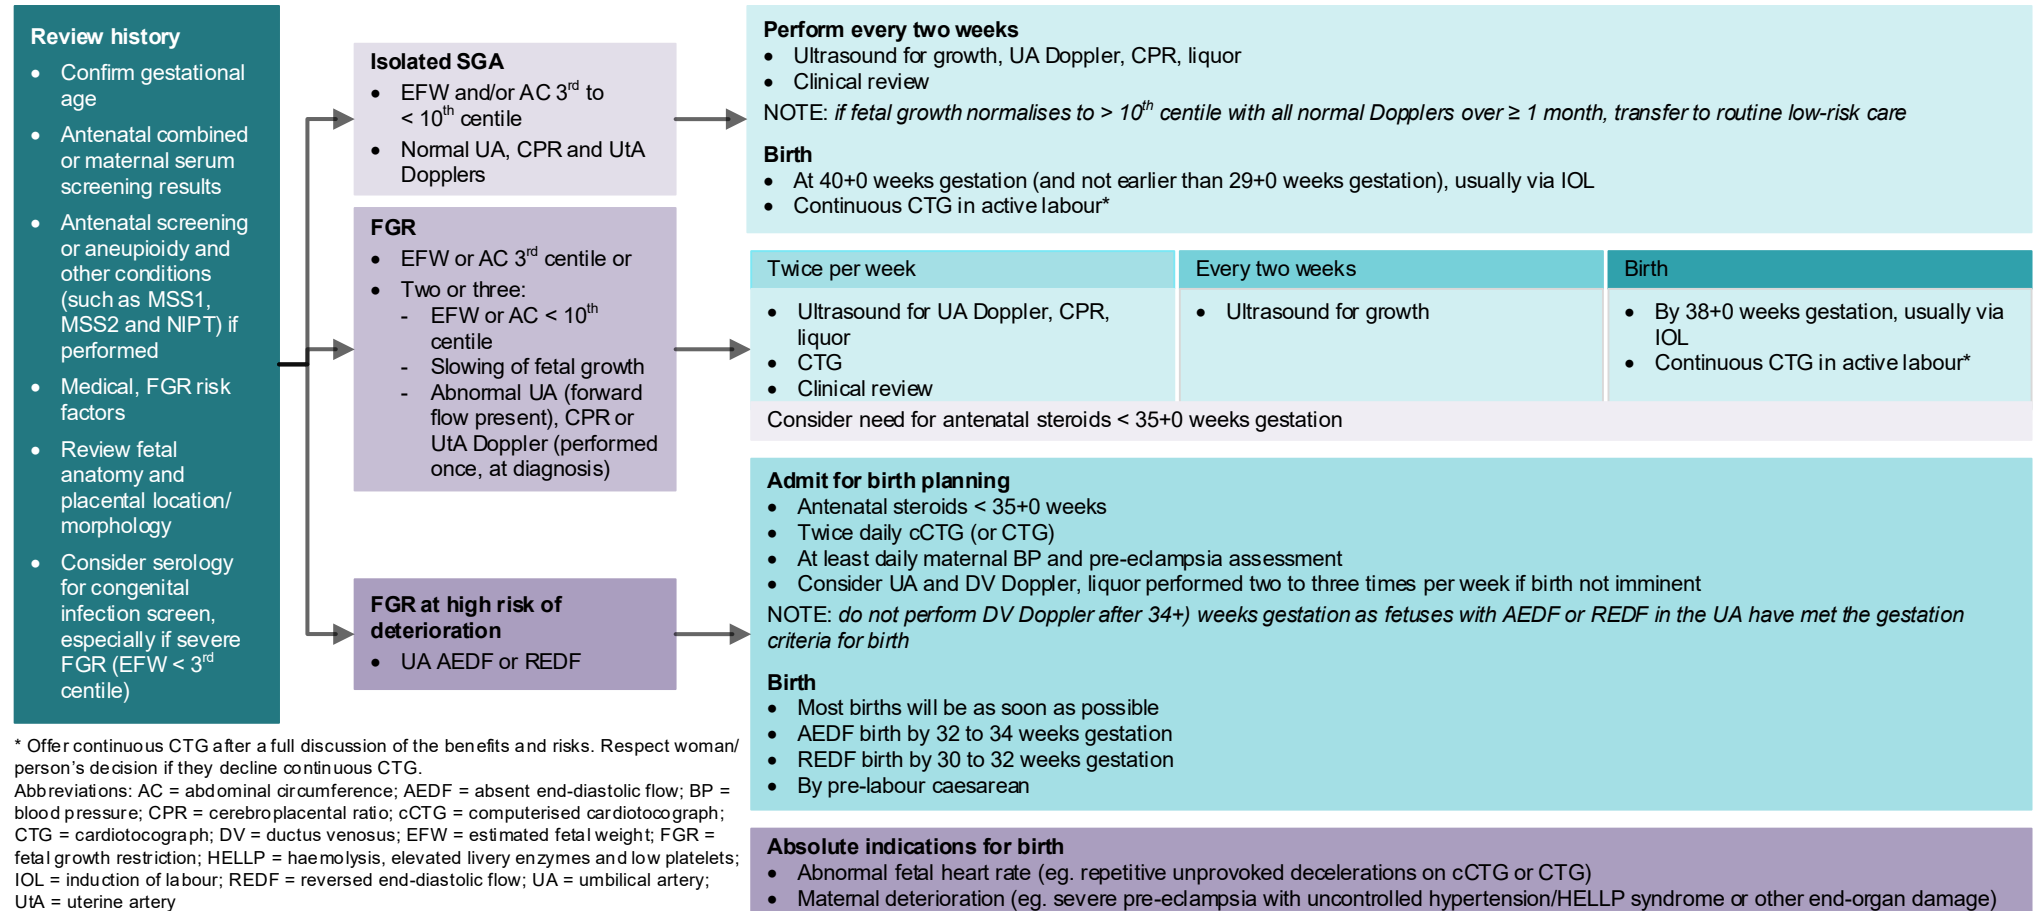 Review history
• Confirm gestational
age
• Antenatal combined
or maternal serum
screening results
• Antenatal screening
or aneupioidy and
other conditions
(such as MSS1,
MSS2 and NIPT) if
performed
• Medical, FGR risk
factors
• Review fetal
anatomy and
placental location/
morphology
• Consider serology
for congenital
infection screen,
especially if severe
FGR (EFW < 3rd
centile)
Isolated SGA
• EFW and/or AC 3rd to
< 10th centile
• Normal UA, CPR and UtA
Dopplers
FGR
• EFW or AC 3rd centile or
• Two or three:
- EFW or AC < 10th
centile
- Slowing of fetal growth
- Abnormal UA (forward
flow present), CPR or
UtA Doppler (performed
once, at diagnosis)
FGR at high risk of
deterioration
• UA AEDF or REDF
Perform every two weeks
• Ultrasound for growth, UA Doppler, CPR, liquor
• Clinical review
NOTE: if fetal growth normalises to > 10th centile with all normal Dopplers over ≥ 1 month, transfer to routine low-risk care
Birth
• At 40+0 weeks gestation (and not earlier than 29+0 weeks gestation), usually via IOL
• Continuous CTG in active labour*
Twice per week
• Ultrasound for UA Doppler, CPR,
liquor
• CTG
• Clinical review
Every two weeks
• Ultrasound for growth
Birth
• By 38+0 weeks gestation, usually via
IOL
• Continuous CTG in active labour*
Consider need for antenatal steroids < 35+0 weeks gestation
Admit for birth planning
• Antenatal steroids < 35+0 weeks
• Twice daily cCTG (or CTG)
• At least daily maternal BP and pre-eclampsia assessment
• Consider UA and DV Doppler, liquor performed two to three times per week if birth not imminent
NOTE: do not perform DV Doppler after 34+) weeks gestation as fetuses with AEDF or REDF in the UA have met the gestation
criteria for birth
Birth
• Most births will be as soon as possible
• AEDF birth by 32 to 34 weeks gestation
• REDF birth by 30 to 32 weeks gestation
• By pre-labour caesarean
Absolute indications for birth
• Abnormal fetal heart rate (eg. repetitive unprovoked decelerations on cCTG or CTG)
• Maternal deterioration (eg. severe pre-eclampsia with uncontrolled hypertension/HELLP syndrome or other end-organ damage)
* Offer continuous CTG after a full discussion of the benefits and risks. Respect woman/
person's decision if they decline continuous CTG.
Abbreviations: AC = abdominal circumference; AEDF = absent end-diastolic flow; BP =
blood pressure; CPR = cerebroplacental ratio; cCTG = computerised cardiotocograph;
CTG = cardiotocograph; DV = ductus venosus; EFW = estimated fetal weight; FGR =
fetal growth restriction; HELLP = haemolysis, elevated livery enzymes and low platelets;
IOL = induction of labour; REDF = reversed end-diastolic flow; UA = umbilical artery;
UtA = uterine artery